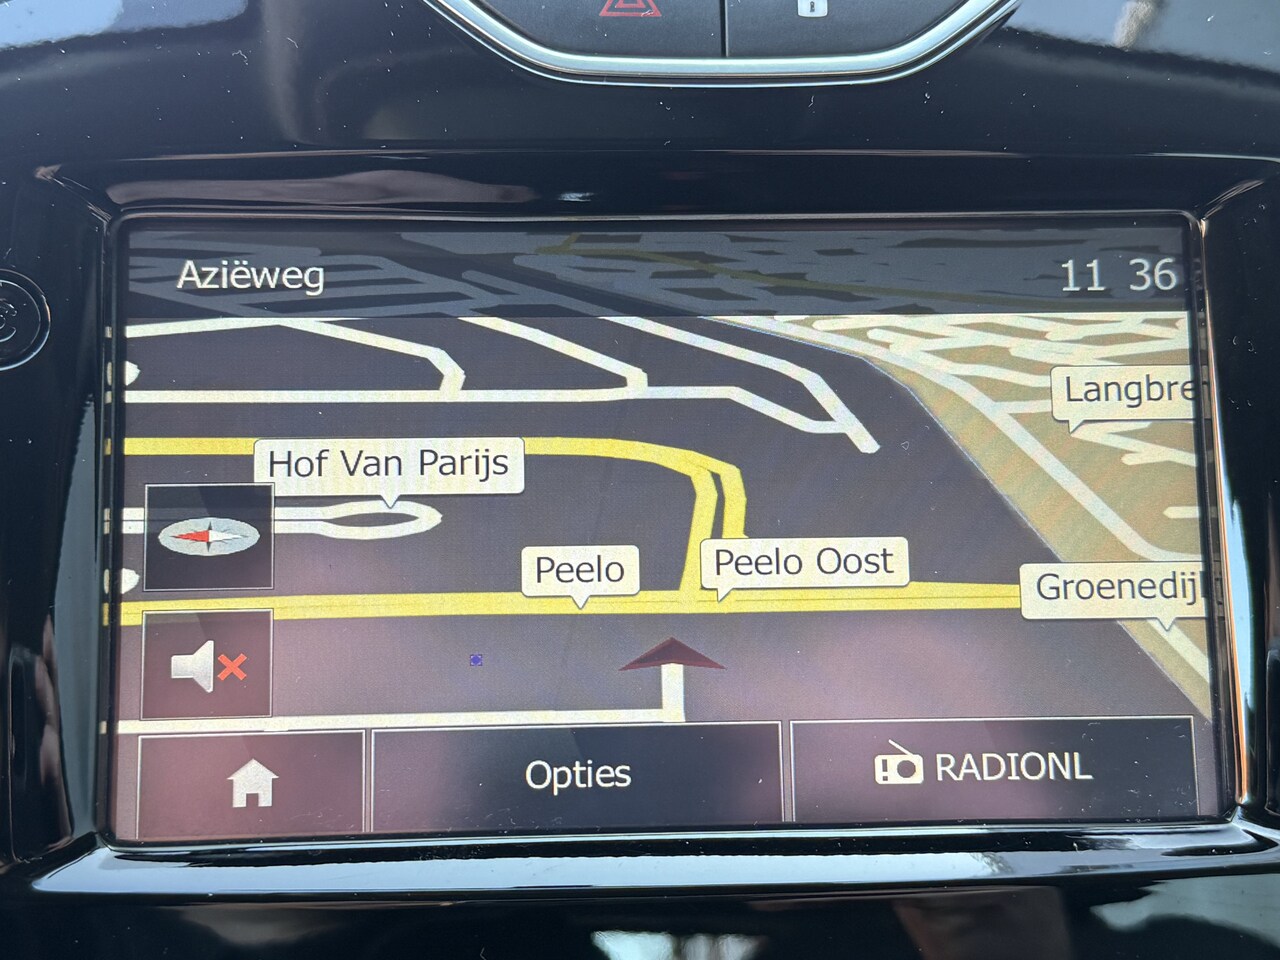 Aziëweg
11 36
Langbre
Hof Van Parijs
Peelo
Peelo Oost
Groenedij
Opties
RADIONL